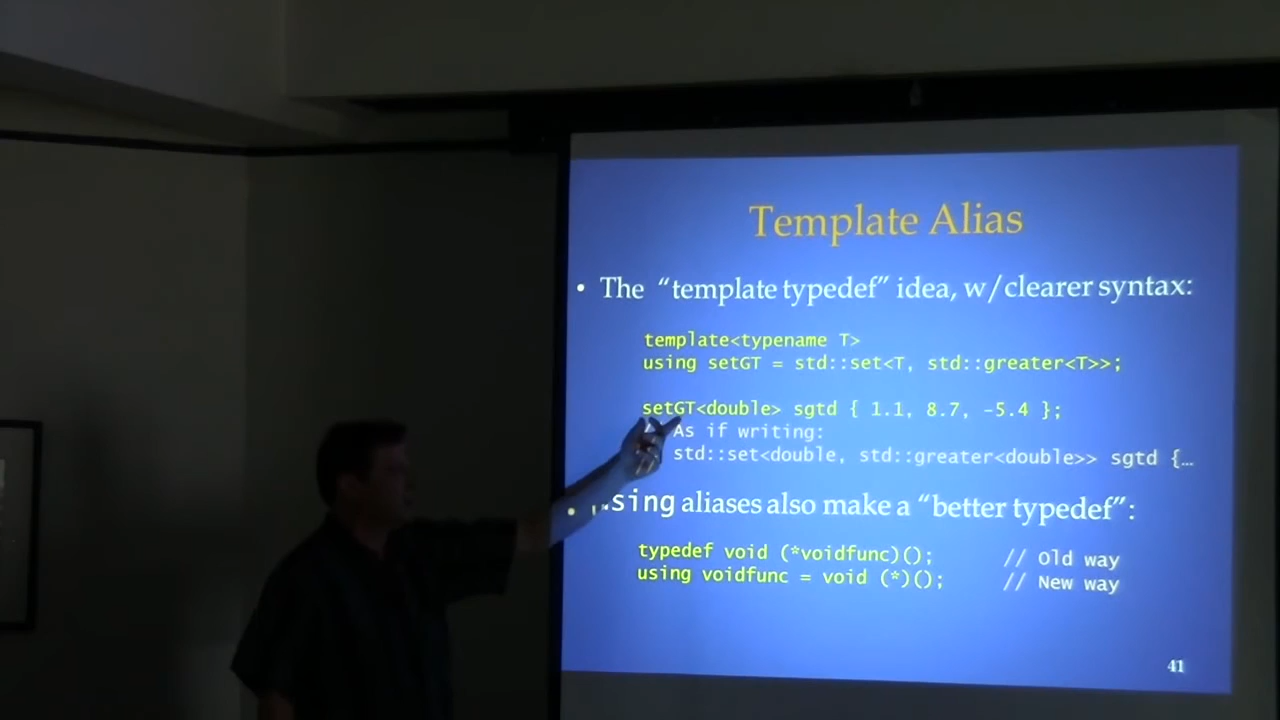 Template Alias
• The “template typedef” idea, w/clearer syntax:
template<typename T>
using setGT = std::set<T, std::greater<T>>;
setGT<double> sgtd { 1.1, 8.7, -5.4 };
As if writing:
std::set<double, std::greater<double>> sgtd {…
• using aliases also make a “better typedef”:
typedef void (*voidfunc)(); // Old way
using voidfunc = void (*)(); // New way
41